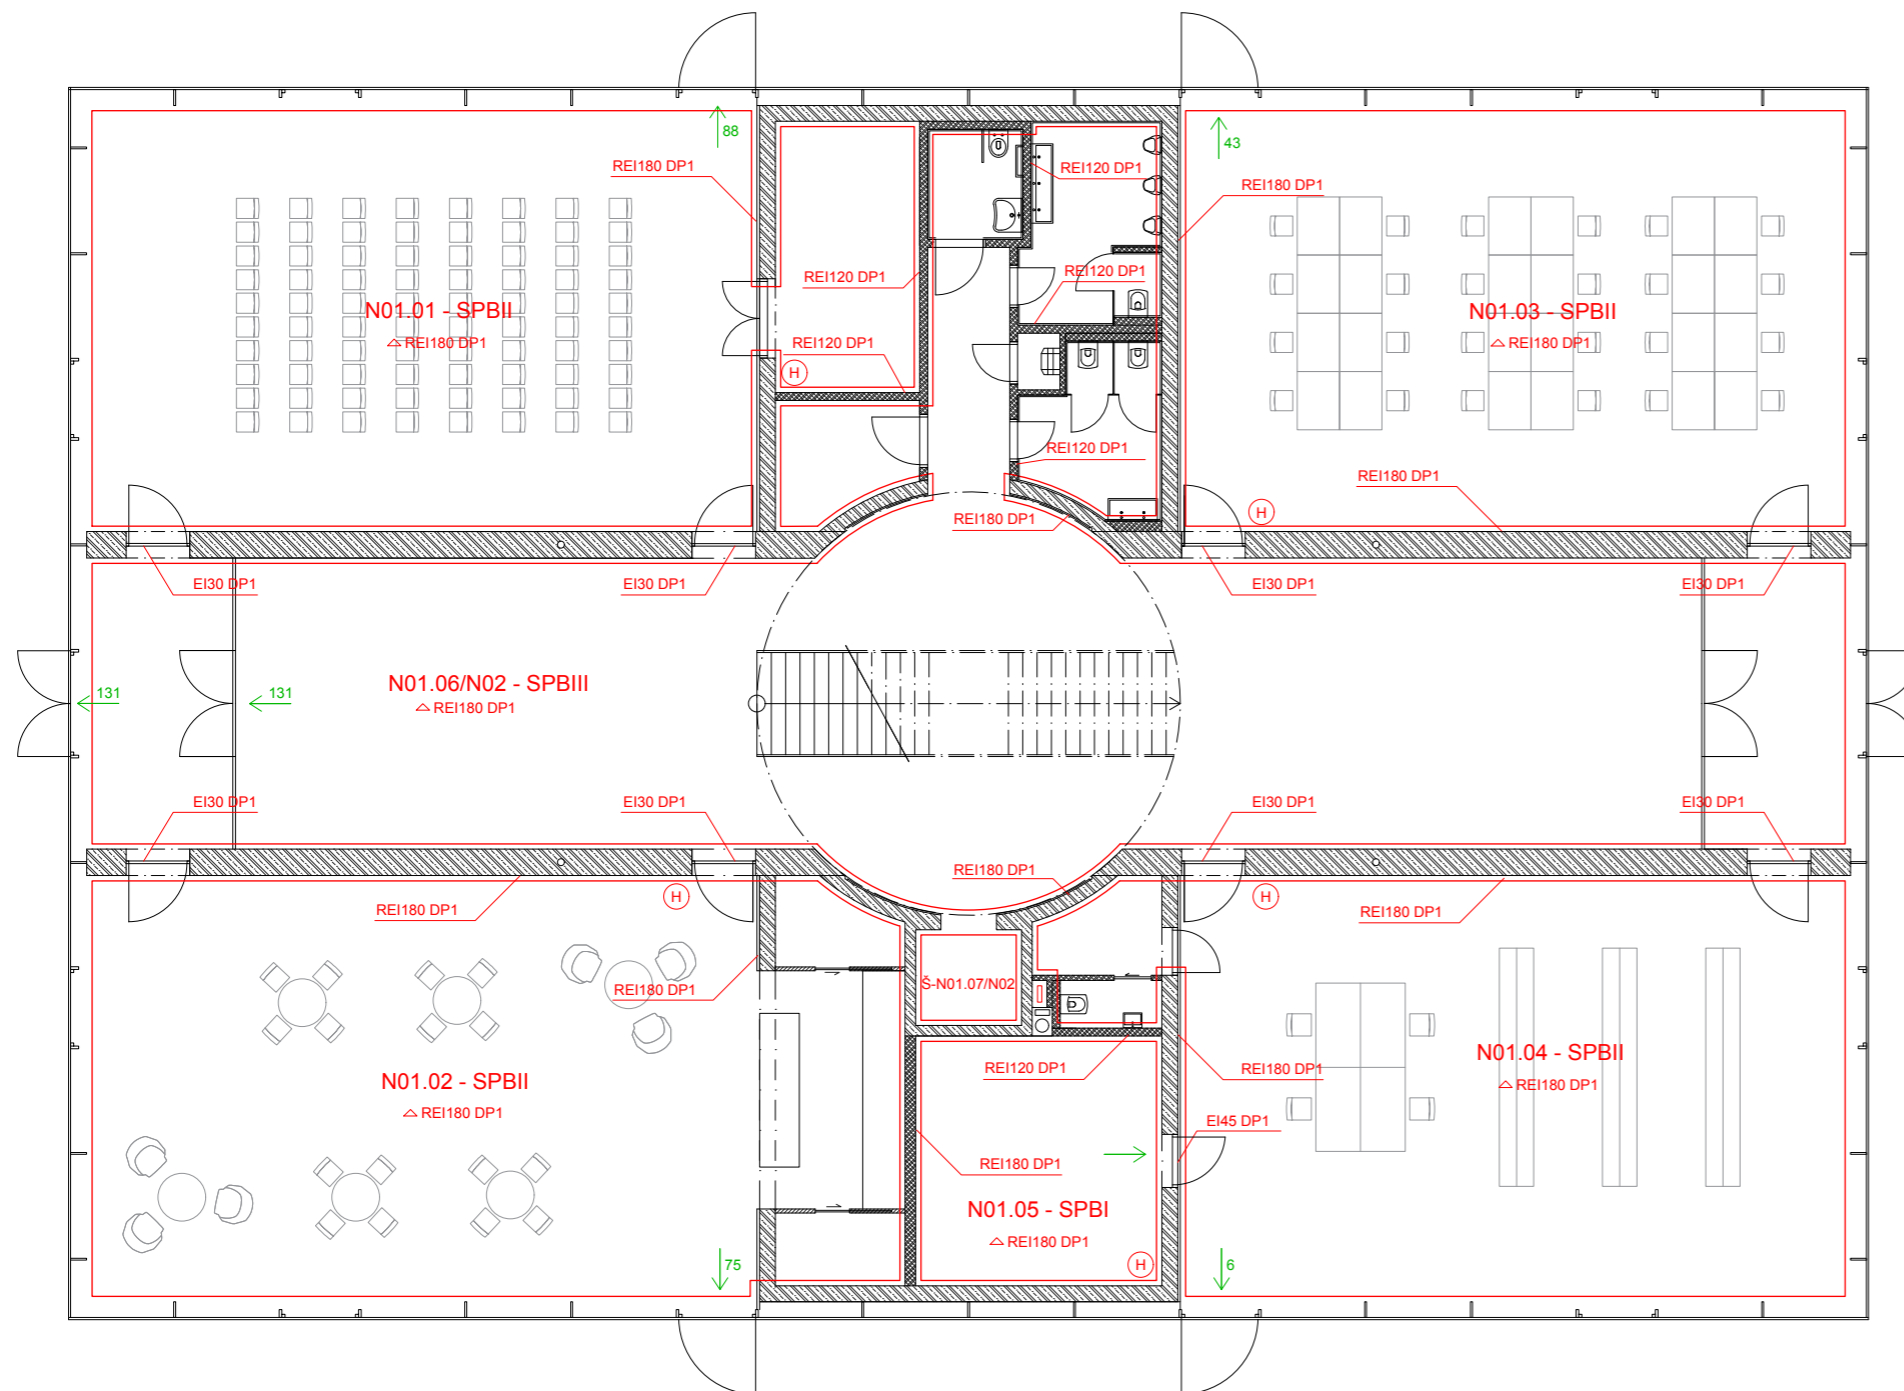 88
43
REI180 DP1
REI120 DP1
REI180 DP1
REI120 DP1
REI120 DP1
N01.01 - SPBII
REI180 DP1
N01.03 - SPBII
REI180 DP1
REI120 DP1
H
REI120 DP1
REI180 DP1
H
REI180 DP1
EI30 DP1
EI30 DP1
EI30 DP1
EI30 DP1
131
131
N01.06/N02 - SPBIII
REI180 DP1
EI30 DP1
EI30 DP1
EI30 DP1
EI30 DP1
REI180 DP1
H
H
REI180 DP1
REI180 DP1
REI180 DP1
Š-N01.07/N02
N01.02 - SPBII
REI180 DP1
REI120 DP1
REI180 DP1
N01.04 - SPBII
REI180 DP1
EI45 DP1
REI180 DP1
N01.05 - SPBI
REI180 DP1
H
75
6